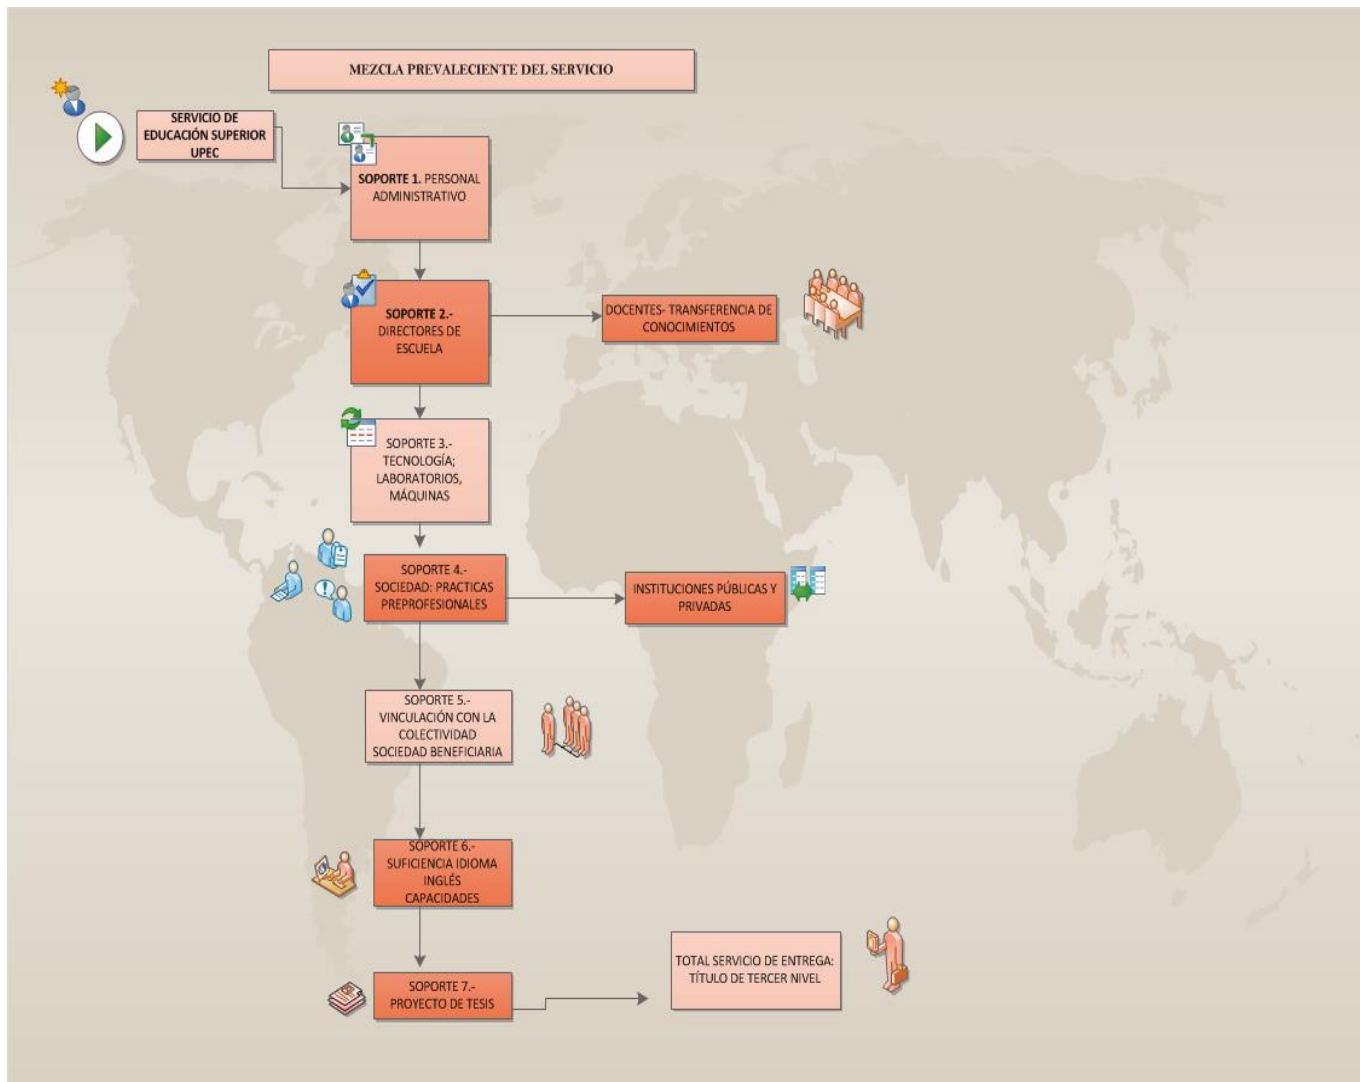 MEZCLA PREVALECIENTE DEL SERVICIO
SERVICIO DE
EDUCACIÓN SUPERIOR
UPEC
SOPORTE 1. PERSONAL
ADMINISTRATIVO
SOPORTE 2.-
DIRECTORES DE
ESCUELA
DOCENTES- TRANSFERENCIA DE
CONOCIMIENTOS
SOPORTE 3.-
TECNOLOGÍA;
LABORATORIOS,
MÁQUINAS
SOPORTE 4.-
SOCIEDAD: PRACTICAS
PREPROFESIONALES
INSTITUCIONES PÚBLICAS Y
PRIVADAS
SOPORTE 5.-
VINCULACIÓN CON LA
COLECTIVIDAD
SOCIEDAD BENEFICIARIA
SOPORTE 6.-
SUFICIENCIA IDIOMA
INGLÉS
CAPACIDADES
SOPORTE 7.-
PROYECTO DE TESIS
TOTAL SERVICIO DE ENTREGA:
TÍTULO DE TERCER NIVEL